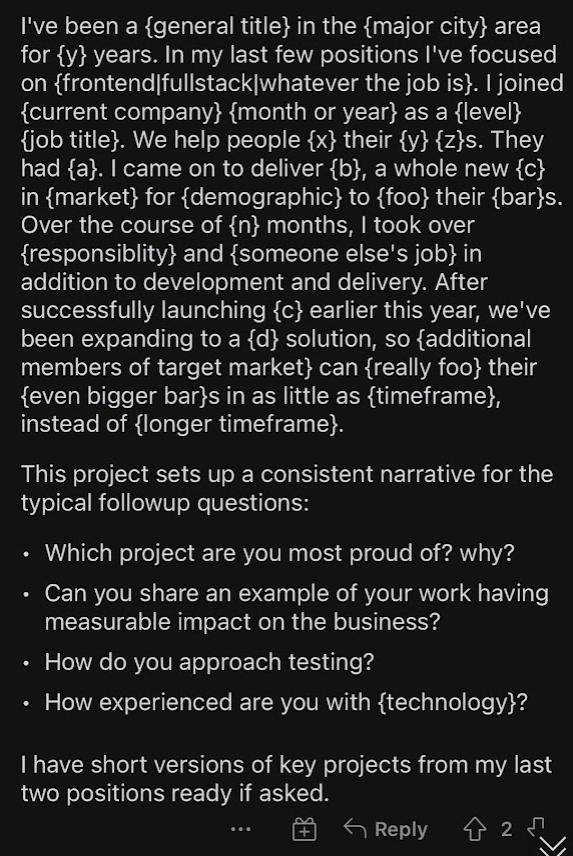 I've been a {general title} in the {major city} area
for {y} years. In my last few positions I've focused
on {frontend|fullstack|whatever the job is}. I joined
{current company} {month or year} as a {level}
{job title}. We help people {x} their {y} {z}s. They
had {a}. I came on to deliver {b}, a whole new {c}
in {market} for {demographic} to {foo} their {bar}s.
Over the course of {n} months, I took over
{responsiblity} and {someone else's job} in
addition to development and delivery. After
successfully launching {c} earlier this year, we've
been expanding to a {d} solution, so {additional
members of target market} can {really foo} their
{even bigger bar}s in as little as {timeframe},
instead of {longer timeframe}.
This project sets up a consistent narrative for the
typical followup questions:
• Which project are you most proud of? why?
• Can you share an example of your work having
measurable impact on the business?
• How do you approach testing?
• How experienced are you with {technology}?
I have short versions of key projects from my last
two positions ready if asked.
... Reply 2